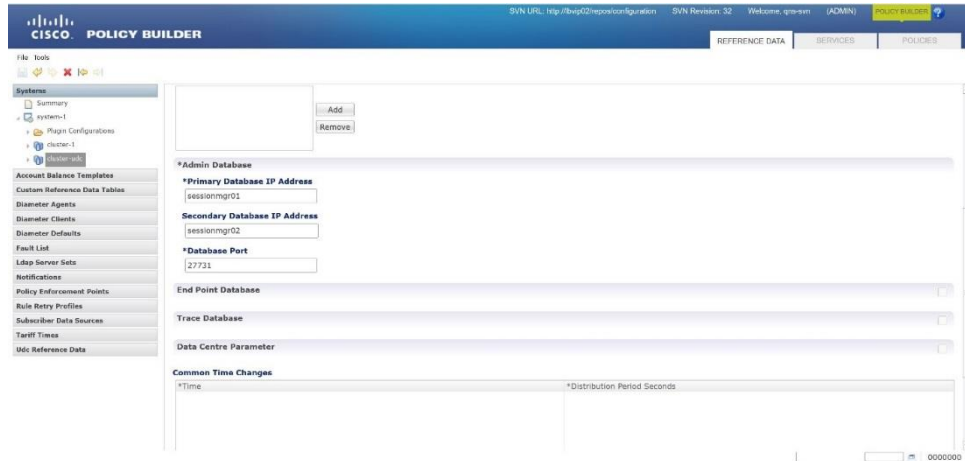 SVN URL: http://lbvip02/repos/configuration SVN Revision: 32 Welcome, qns-svn (ADMIN) POLICY BUILDER ?
CISCO. POLICY BUILDER
REFERENCE DATA SERVICES POLICIES
File Tools
Systems
Summary
system-1
Plugin Configurations
cluster-1
cluster-udc
Account Balance Templates
Custom Reference Data Tables
Diameter Agents
Diameter Clients
Diameter Defaults
Fault List
Ldap Server Sets
Notifications
Policy Enforcement Points
Rule Retry Profiles
Subscriber Data Sources
Tariff Times
Udc Reference Data
Add
Remove
*Admin Database
*Primary Database IP Address
sessionmgr01
Secondary Database IP Address
sessionmgr02
*Database Port
27731
End Point Database
Trace Database
Data Centre Parameter
Common Time Changes
*Time *Distribution Period Seconds
0000000